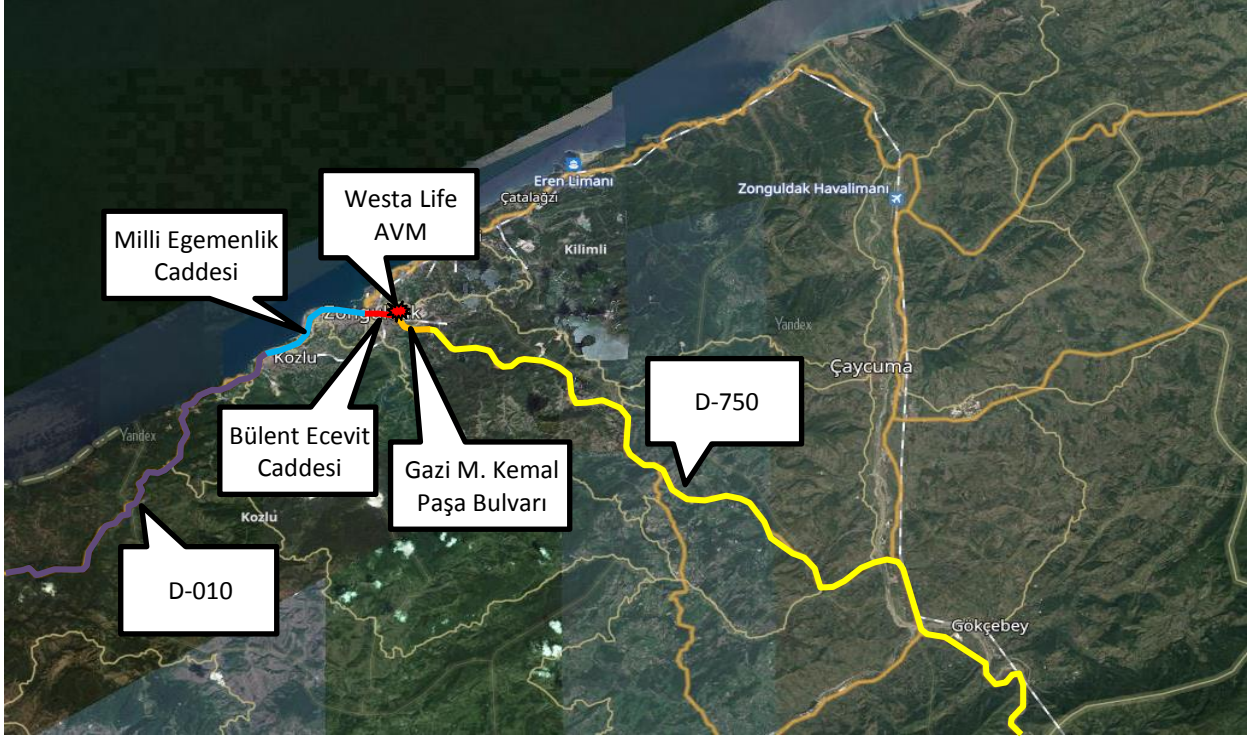 Eren Limanı
Çatalağzı
Zonguldak Havalimanı
Westa Life
AVM
Milli Egemenlik
Caddesi
Kilimli
Zonguldak
Yandex
Kozlu
Çaycuma
D-750
Bülent Ecevit
Caddesi
Gazi M. Kemal
Paşa Bulvarı
Yandex
Kozlu
D-010
Gökçebey